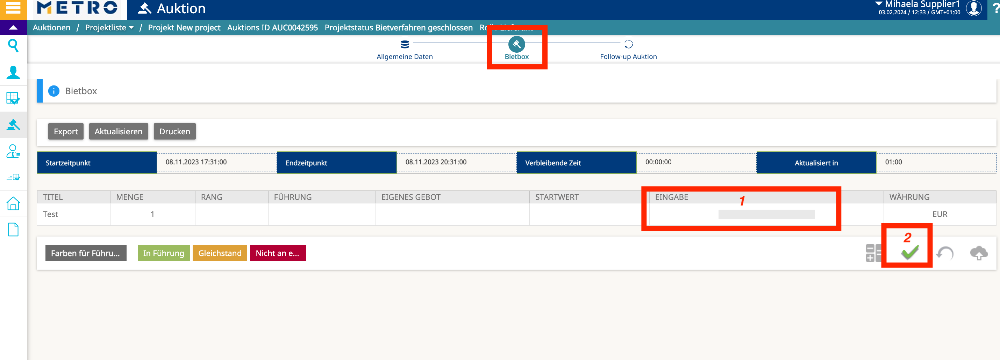 METRO
Auktion
Mihaela Supplier1
03.02.2024 / 12:33 / GMT+01:00
?
Auktionen / Projektliste / Projekt New project Auktions ID AUC0042595 Projektstatus Bietverfahren geschlossen
Allgemeine Daten
Bietbox
Follow-up Auktion
i Bietbox
Export Aktualisieren Drucken
Startzeitpunkt 08.11.2023 17:31:00 Endzeitpunkt 08.11.2023 20:31:00 Verbleibende Zeit 00:00:00 Aktualisiert in 01:00
TITEL MENGE RANG FÜHRUNG EIGENES GEBOT STARTWERT EINGABE 1 WÄHRUNG
Test 1 EUR
2
Farben für Führu... In Führung Gleichstand Nicht an e...